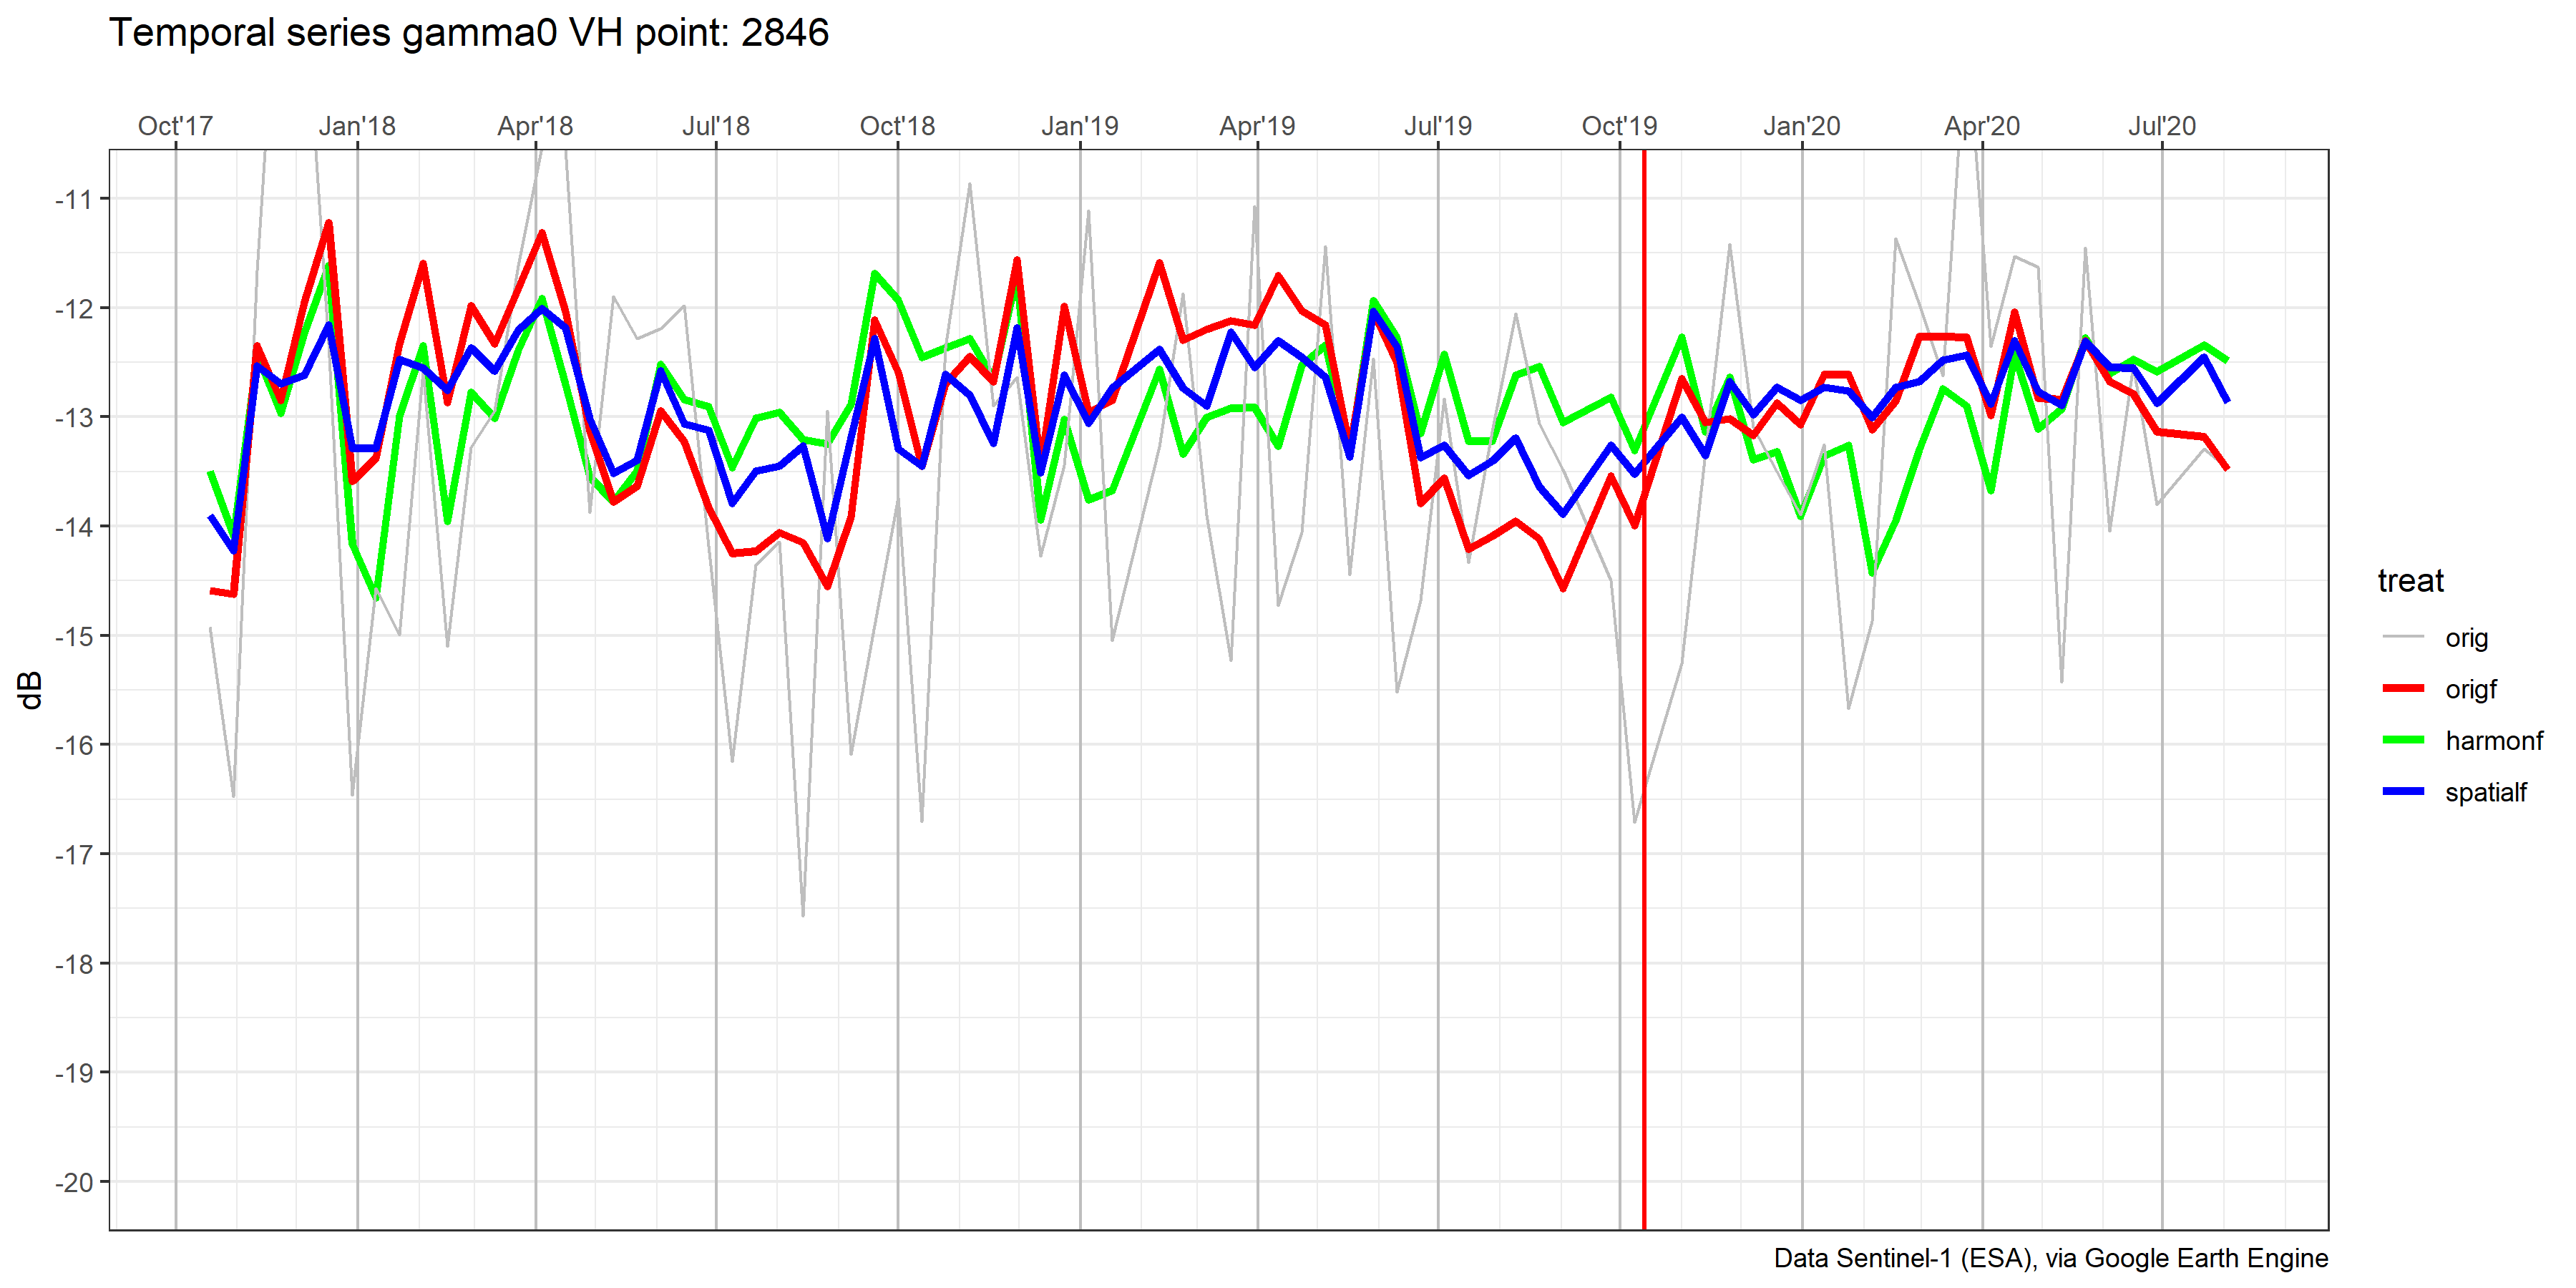 Temporal series gamma0 VH point: 2846
Oct'17 Jan'18 Apr'18 Jul'18 Oct'18 Jan'19 Apr'19 Jul'19 Oct'19 Jan'20 Apr'20 Jul'20
-11
-12
-13
-14
-15
-16
-17
-18
-19
-20
dB
treat
orig
origf
harmonf
spatialf
Data Sentinel-1 (ESA), via Google Earth Engine